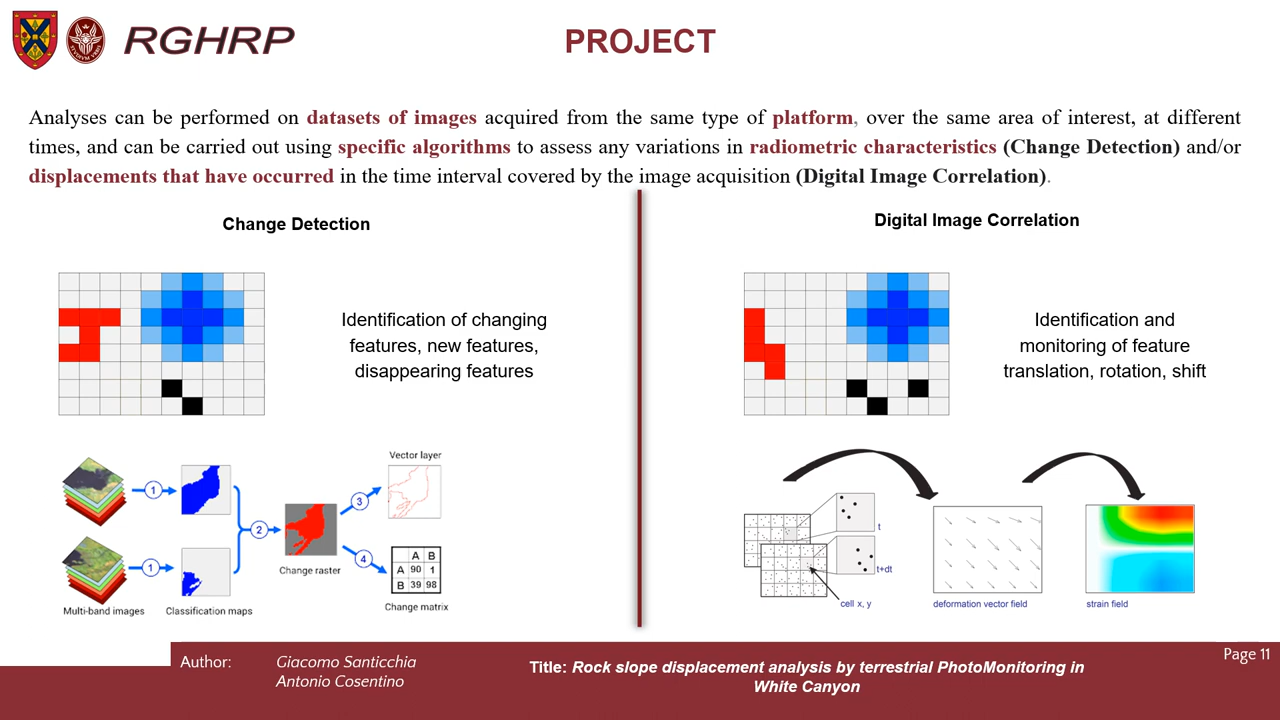 RGHRP
PROJECT
Analyses can be performed on datasets of images acquired from the same type of platform, over the same area of interest, at different
times, and can be carried out using specific algorithms to assess any variations in radiometric characteristics (Change Detection) and/or
displacements that have occurred in the time interval covered by the image acquisition (Digital Image Correlation).
Change Detection
Identification of changing
features, new features,
disappearing features
Vector layer
1
2
3
4
1
Change raster
A B
A 90 1
B 39 98
Multi-band images
Classification maps
Change matrix
Digital Image Correlation
Identification and
monitoring of feature
translation, rotation, shift
t
t+dt
cell x, y
deformation vector field
strain field
Author:
Giacomo Santicchia
Antonio Cosentino
Title: Rock slope displacement analysis by terrestrial PhotoMonitoring in
White Canyon
Page 11